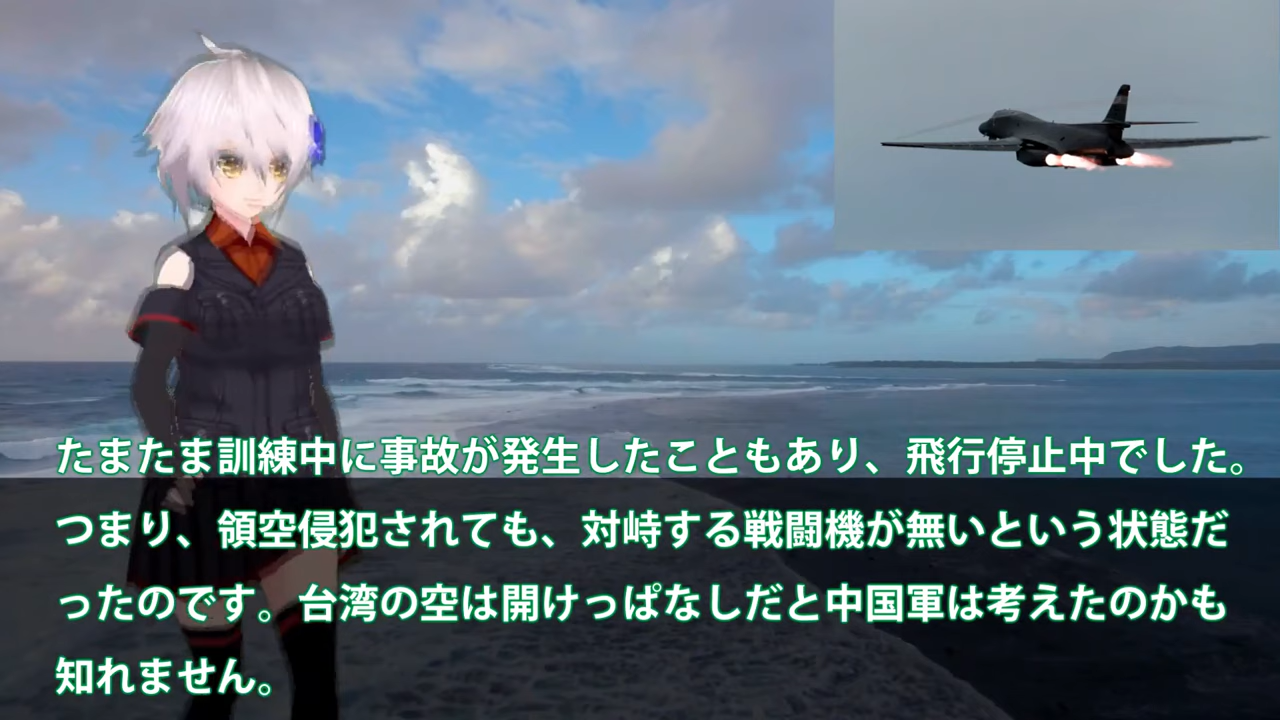 たまたま訓練中に事故が発生したこともあり、飛行停止中でした。
つまり、領空侵犯されても、対峙する戦闘機が無いという状態だ
ったのです。台湾の空は開けっぱなしだと中国軍は考えたのかも
知れません。